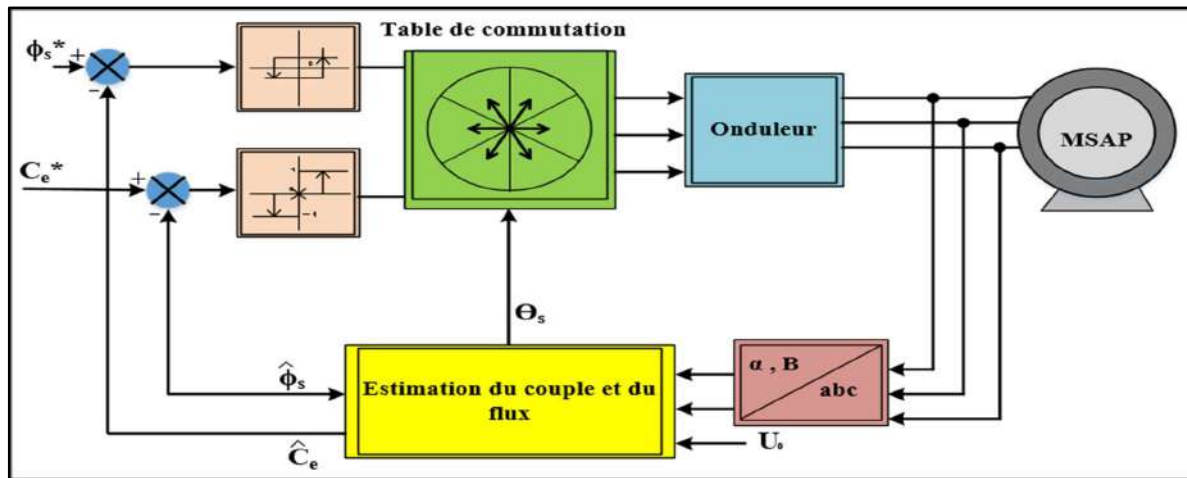 Table de commutation
ϕs*
+
-
Onduleur
MSAP
Ce*
+
-
Θs
α , B
abc
ϕ̂s
Estimation du couple et du
flux
Ĉe
U₀